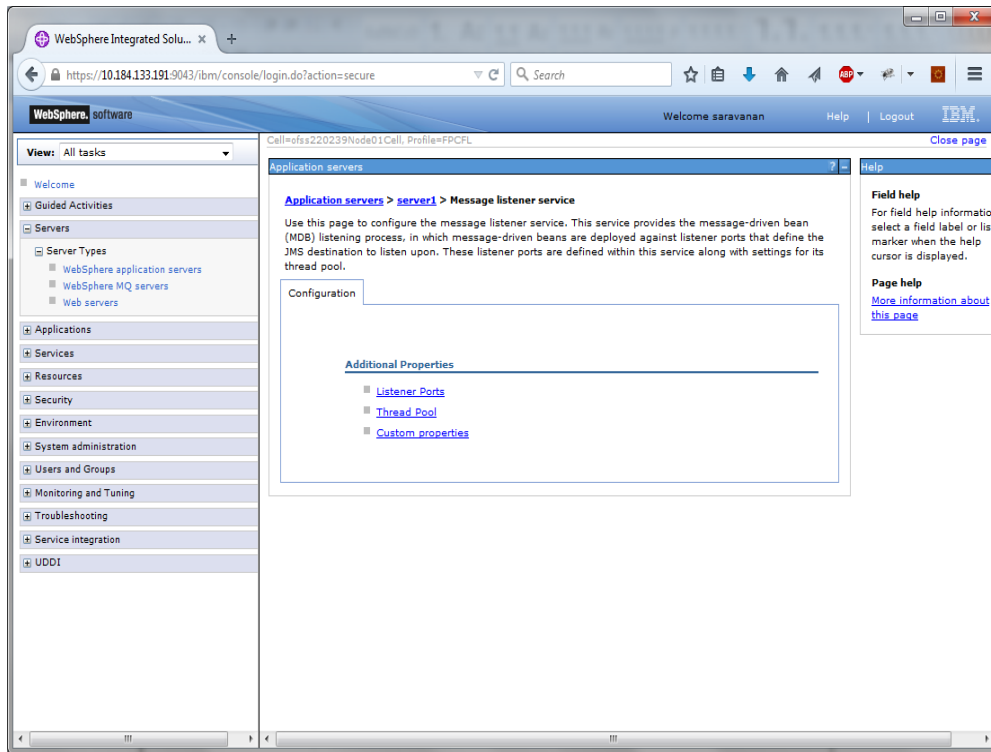 WebSphere Integrated Solu...
https://10.184.133.191:9043/ibm/console/login.do?action=secure
Search
ABP
WebSphere. software
Welcome saravanan
Help | Logout
IBM.
View: All tasks
Welcome
Guided Activities
Servers
Server Types
WebSphere application servers
WebSphere MQ servers
Web servers
Applications
Services
Resources
Security
Environment
System administration
Users and Groups
Monitoring and Tuning
Troubleshooting
Service integration
UDDI
Cell=ofss220239Node01Cell, Profile=FPCFL
Close page
Application servers
? -
Application servers > server1 > Message listener service
Use this page to configure the message listener service. This service provides the message-driven bean
(MDB) listening process, in which message-driven beans are deployed against listener ports that define the
JMS destination to listen upon. These listener ports are defined within this service along with settings for its
thread pool.
Configuration
Additional Properties
Listener Ports
Thread Pool
Custom properties
Help
Field help
For field help informatio
select a field label or lis
marker when the help
cursor is displayed.
Page help
More information about
this page